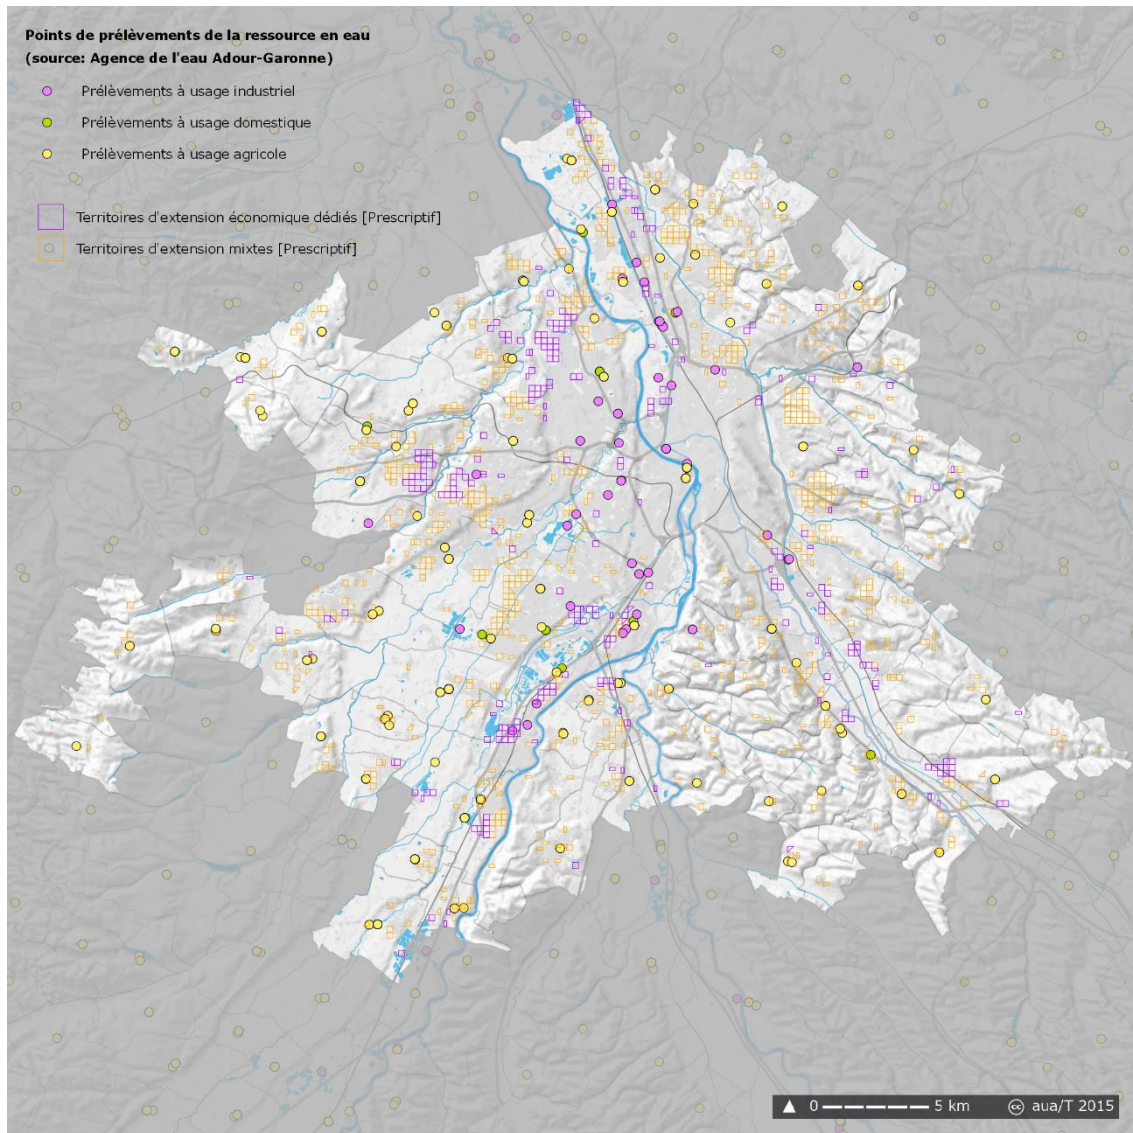 Points de prélèvements de la ressource en eau
(source: Agence de l'eau Adour-Garonne)
Prélèvements à usage industriel
Prélèvements à usage domestique
Prélèvements à usage agricole
Territoires d'extension économique dédiés [Prescriptif]
Territoires d'extension mixtes [Prescriptif]
0 5 km cc aua/T 2015